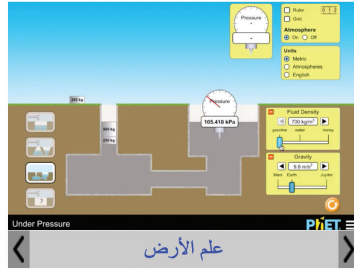 Pressure
-
-
Ruler
Grid
Atmosphere
On Off
Units
Metric
Atmospheres
English
250 kg
500 kg
250 kg
Pressure
105.410 kPa
Fluid Density
700 kg/m³
gasoline water honey
Gravity
9.8 m/s²
Mars Earth Jupiter
?
Under Pressure
PhET
علم الأرض